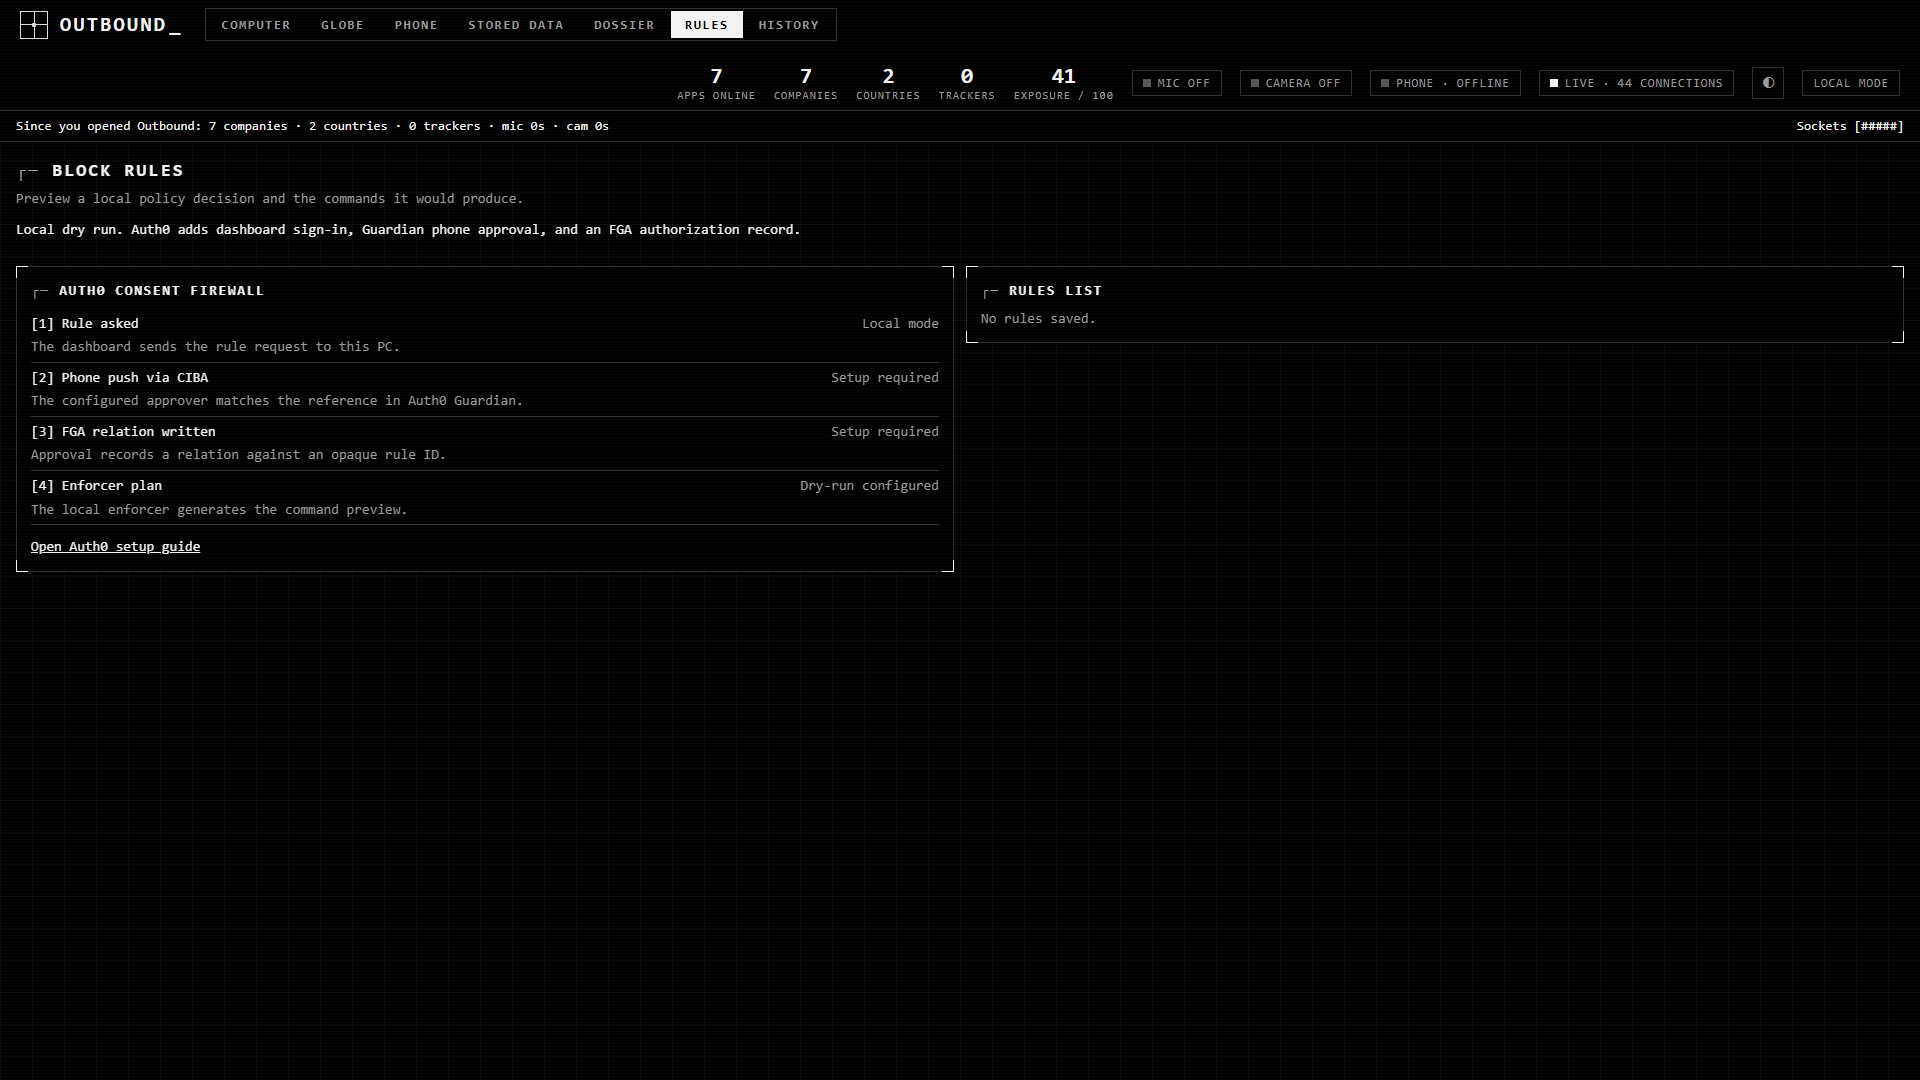 OUTBOUND_
COMPUTER GLOBE PHONE STORED DATA DOSSIER RULES HISTORY
7 APPS ONLINE
7 COMPANIES
2 COUNTRIES
0 TRACKERS
41 EXPOSURE / 100
MIC OFF
CAMERA OFF
PHONE · OFFLINE
LIVE · 44 CONNECTIONS
LOCAL MODE
Since you opened Outbound: 7 companies · 2 countries · 0 trackers · mic 0s · cam 0s
Sockets [#####]
BLOCK RULES
Preview a local policy decision and the commands it would produce.
Local dry run. Auth0 adds dashboard sign-in, Guardian phone approval, and an FGA authorization record.
AUTH0 CONSENT FIREWALL
[1] Rule asked Local mode
The dashboard sends the rule request to this PC.
[2] Phone push via CIBA Setup required
The configured approver matches the reference in Auth0 Guardian.
[3] FGA relation written Setup required
Approval records a relation against an opaque rule ID.
[4] Enforcer plan Dry-run configured
The local enforcer generates the command preview.
Open Auth0 setup guide
RULES LIST
No rules saved.